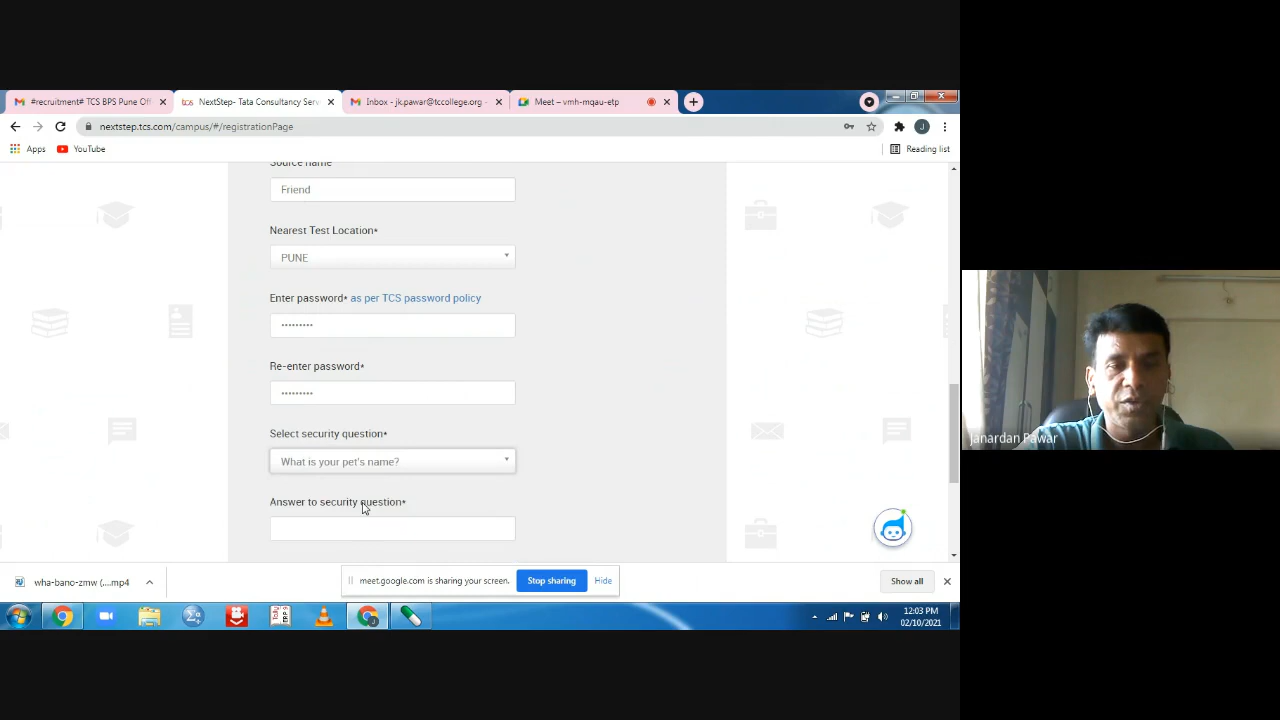 #recruitment# TCS BPS Pune Of
NextStep- Tata Consultancy Serv
Inbox - jk.pawar@tccollege.org -
Meet – vmh-mqau-etp
nextstep.tcs.com/campus/#/registrationPage
Apps
YouTube
Reading list
Source name
Friend
Nearest Test Location*
PUNE
Enter password* as per TCS password policy
Re-enter password*
Select security question*
What is your pet's name?
Answer to security question*
Janardan Pawar
wha-bano-zmw (....mp4
meet.google.com is sharing your screen.
Stop sharing
Hide
Show all
12:03 PM
02/10/2021